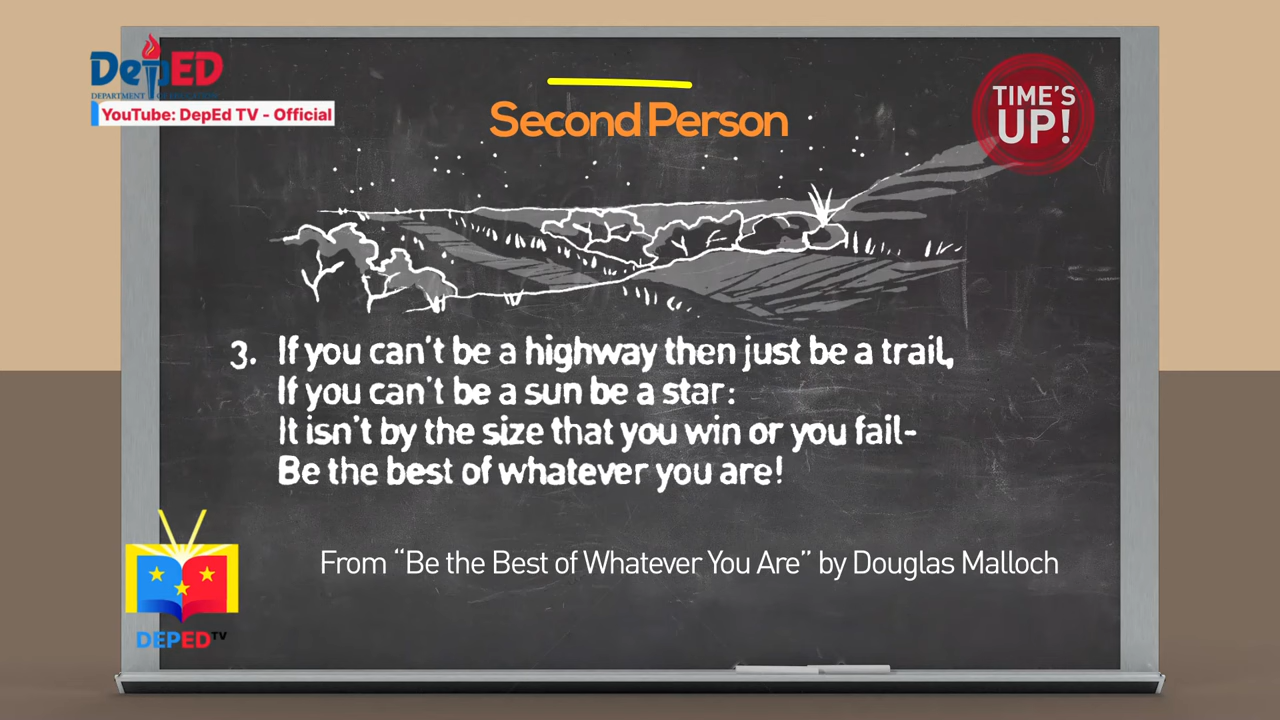 DepED
DEPARTMENT OF EDUCATION
YouTube: DepEd TV - Official
Second Person
TIME'S
UP!
3. If you can't be a highway then just be a trail,
If you can't be a sun be a star:
It isn't by the size that you win or you fail-
Be the best of whatever you are!
From “Be the Best of Whatever You Are” by Douglas Malloch
DEPED TV